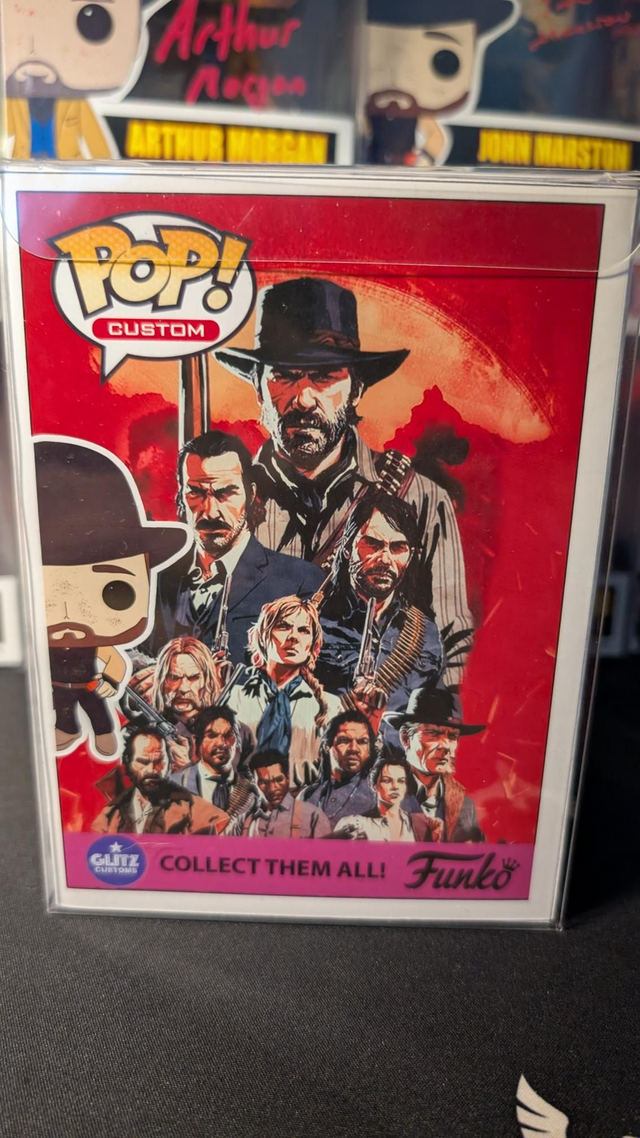 Arthur
Morgan
ARTHUR MORGAN
JOHN MARSTON
POP!
CUSTOM
GLITZ
CUSTOMS
COLLECT THEM ALL!
Funko